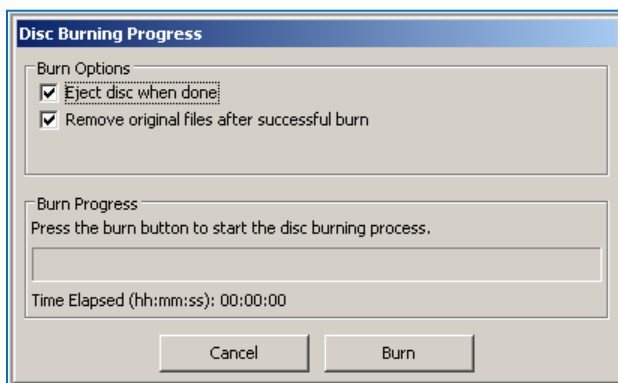 Disc Burning Progress
Burn Options
Eject disc when done
Remove original files after successful burn
Burn Progress
Press the burn button to start the disc burning process.
Time Elapsed (hh:mm:ss): 00:00:00
Cancel Burn